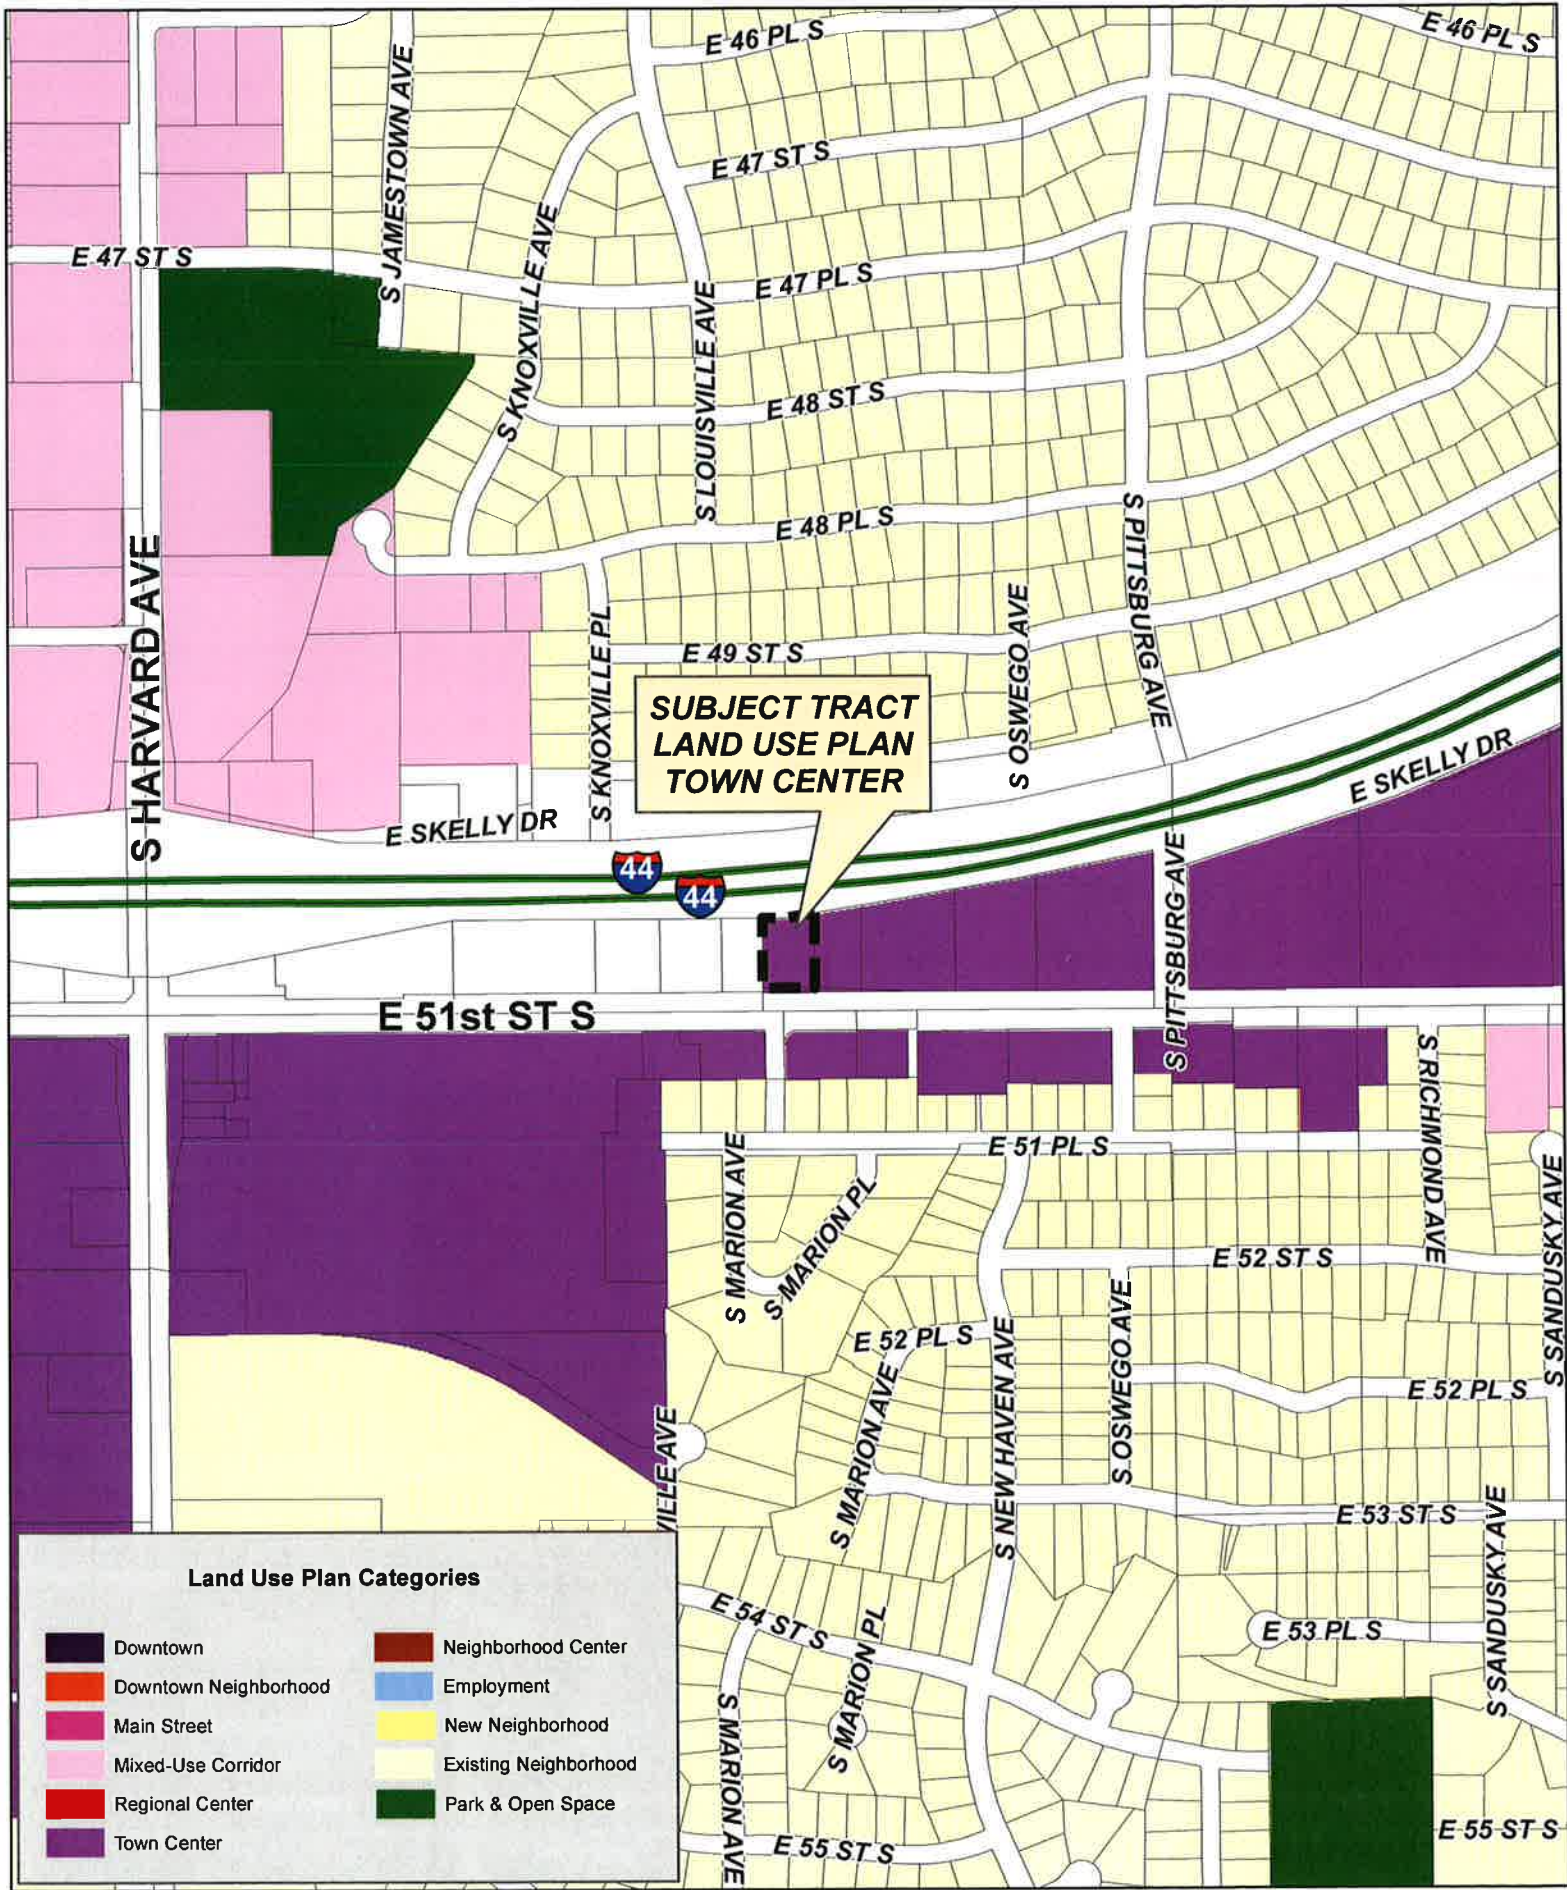 E 46 PL S
E 46 PL S
S JAMESTOWN AVE
E 47 ST S
E 47 ST S
S KNOXVILLE AVE
E 47 PL S
S LOUISVILLE AVE
E 48 ST S
E 48 PL S
S PITTSBURG AVE
S HARVARD AVE
S KNOXVILLE PL
E 49 ST S
S OSWEGO AVE
SUBJECT TRACT
LAND USE PLAN
TOWN CENTER
E SKELLY DR
E SKELLY DR
44
44
S PITTSBURG AVE
E 51st ST S
S RICHMOND AVE
E 51 PL S
S MARION AVE
S MARION PL
E 52 ST S
S SANDUSKY AVE
E 52 PL S
S OSWEGO AVE
S NEW HAVEN AVE
S MARION AVE
E 52 PL S
VILLE AVE
E 53 ST S
S SANDUSKY AVE
E 54 ST S
S MARION PL
E 53 PL S
S MARION AVE
E 55 ST S
E 55 ST S
Land Use Plan Categories
Downtown
Downtown Neighborhood
Main Street
Mixed-Use Corridor
Regional Center
Town Center
Neighborhood Center
Employment
New Neighborhood
Existing Neighborhood
Park & Open Space